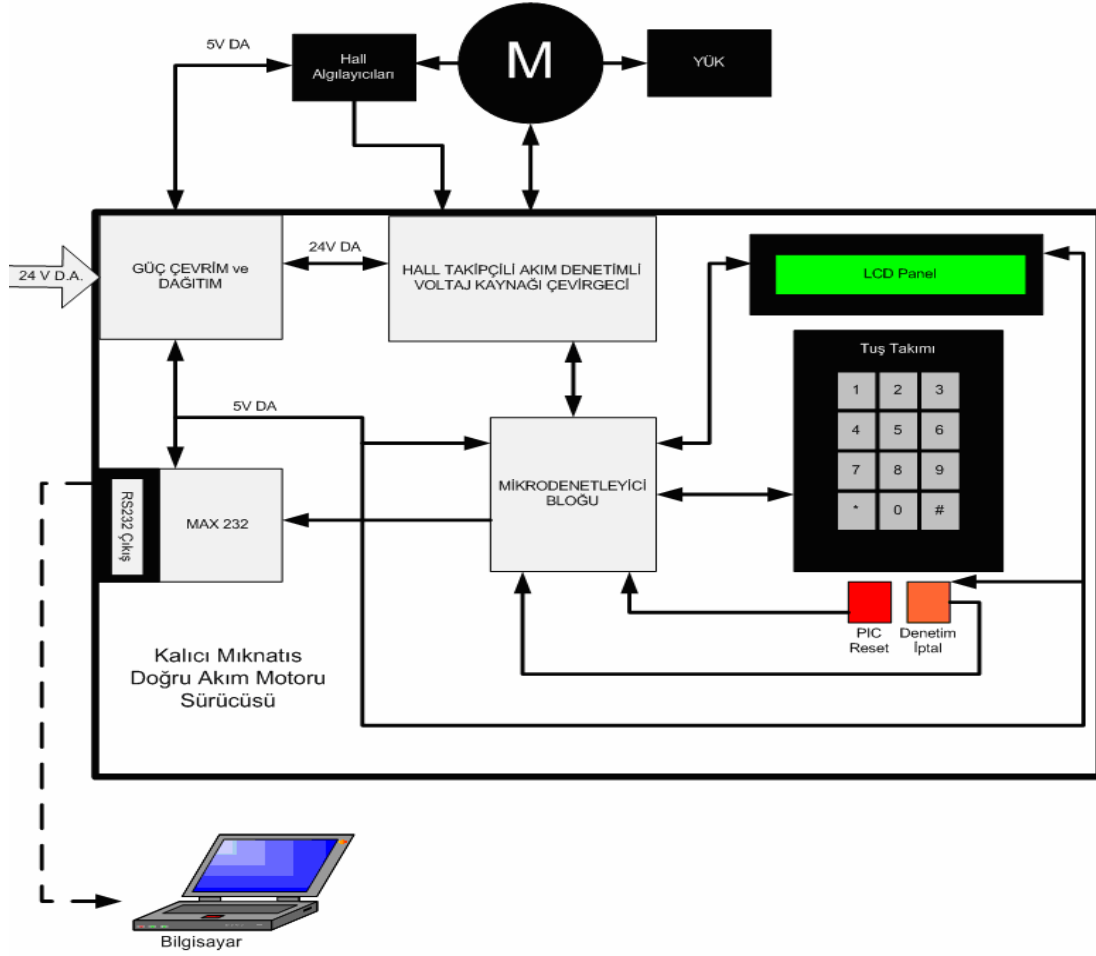 5V DA
Hall
Algılayıcıları
M
YÜK
24 V D.A.
GÜÇ ÇEVRİM ve
DAĞITIM
24V DA
HALL TAKİPÇİLİ AKIM DENETİMLİ
VOLTAJ KAYNAĞI ÇEVİRGECİ
LCD Panel
Tuş Takımı
1 2 3
4 5 6
7 8 9
* 0 #
5V DA
MİKRODENETLEYİCİ
BLOĞU
RS232 Çıkış
MAX 232
PIC
Reset
Denetim
İptal
Kalıcı Mıknatıs
Doğru Akım Motoru
Sürücüsü
Bilgisayar